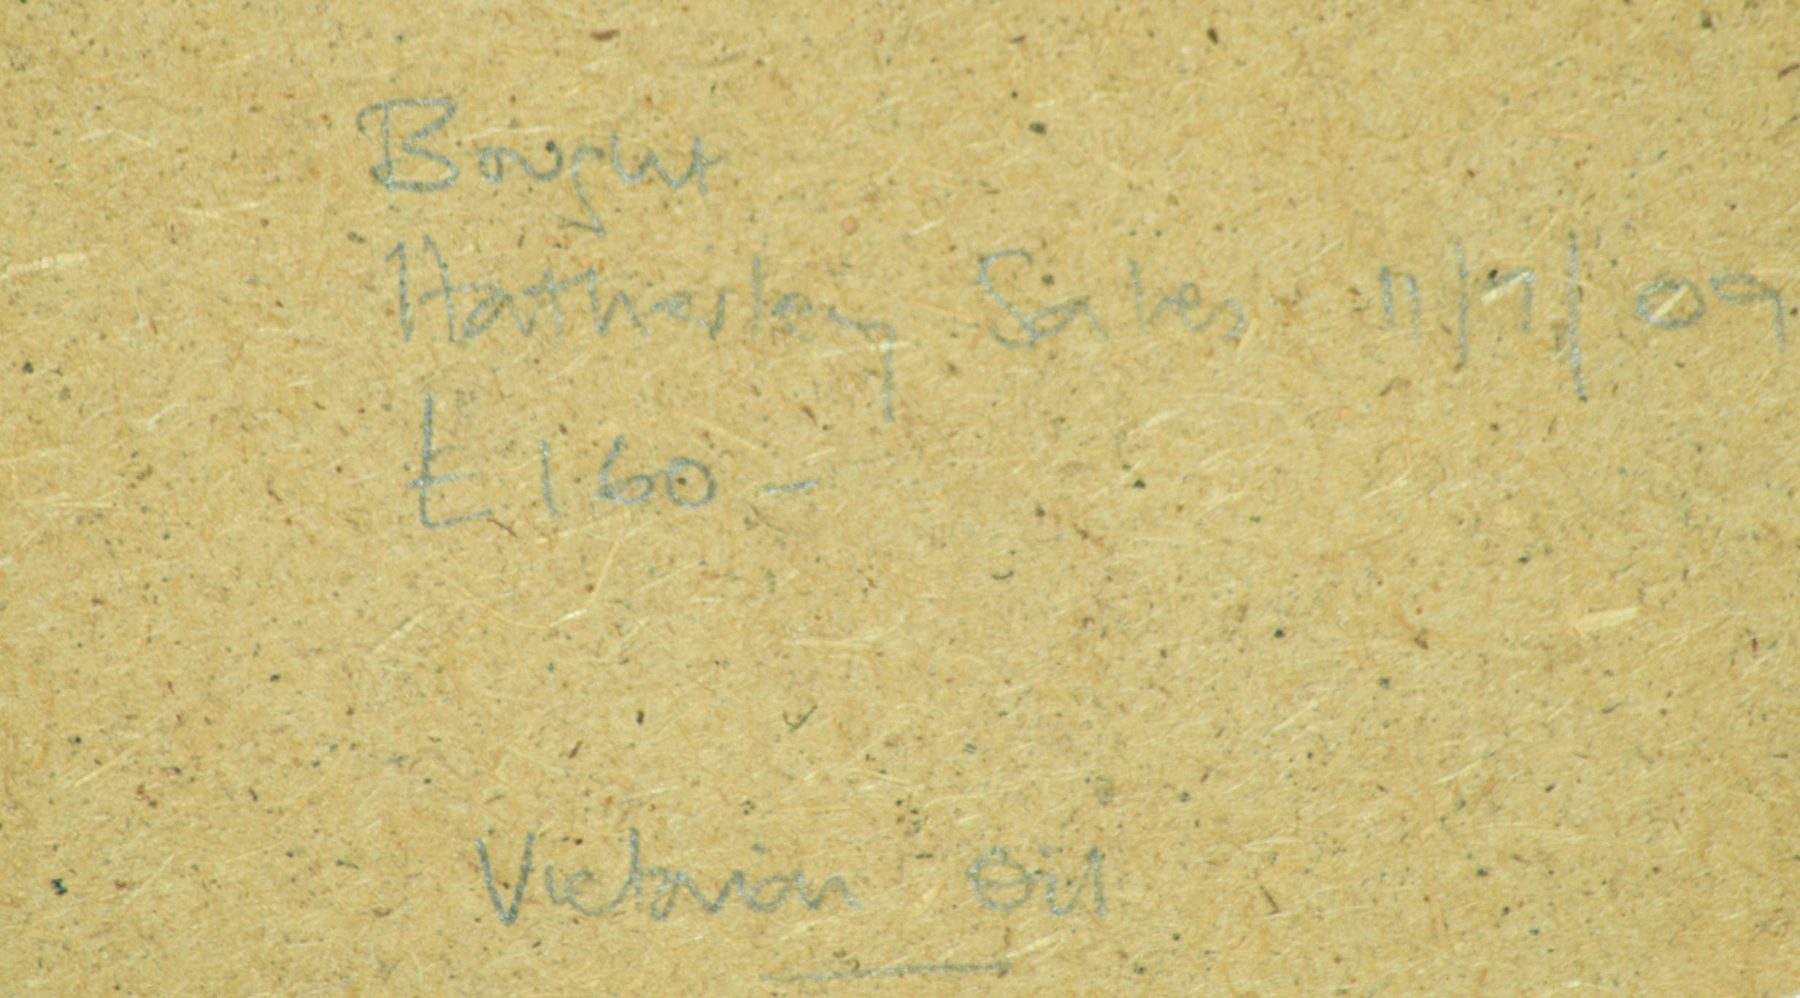 Bought
Hatherley Sales 11/7/09
£160 -
Victorian Oil